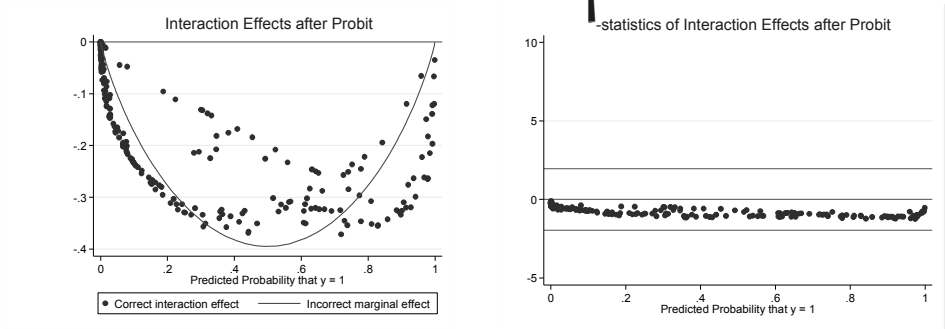 Interaction Effects after Probit
0
-.1
-.2
-.3
-.4
0 .2 .4 .6 .8 1
Predicted Probability that y = 1
Correct interaction effect Incorrect marginal effect
-statistics of Interaction Effects after Probit
10
5
0
-5
0 .2 .4 .6 .8 1
Predicted Probability that y = 1